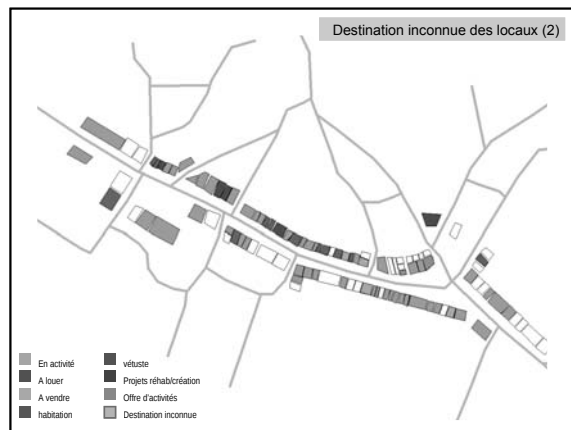 Destination inconnue des locaux (2)
En activité
A louer
A vendre
habitation
vétuste
Projets réhab/création
Offre d'activités
Destination inconnue